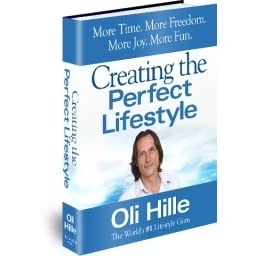 More Time. More Freedom.
More Joy. More Fun.
Creating the
Perfect
Lifestyle
Oli Hille
The World's #1 Lifestyle Guru
Creating the
Perfect Lifestyle
Oli
Hille